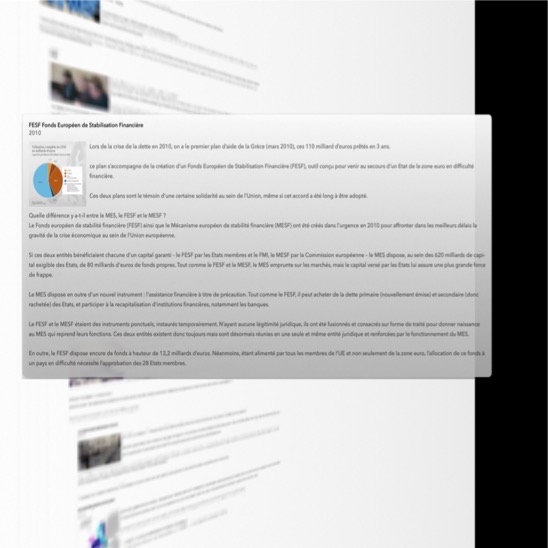 FESF Fonds Européen de Stabilisation Financière
2010
Lors de la crise de la dette en 2010, on a le premier plan d'aide de la Grèce (mars 2010), ces 110 milliard d'euros prêtés en 3 ans.
ce plan s'accompagne de la création d'un Fonds Européen de Stabilisation Financière (FESF), outil conçu pour venir au secours d'un Etat de la zone euro en difficulté
financière.
Ces deux plans sont le témoin d'une certaine solidarité au sein de l'Union, même si cet accord a été long à être adopté.
Quelle différence y a-t-il entre le MES, le FESF et le MESF ?
La Fonds européen de stabilité financière (FESF) ainsi que le Mécanisme européen de stabilité financière (MESF) ont été créés dans l'urgence en 2010 pour affronter dans les meilleurs délais la
gravité de la crise économique au sein de l'Union européenne.
Si ces deux entités bénéficiaient chacune d'un capital garanti – le FESF par les Etats membres et le FMI, le MESF par la Commission européenne – le MES dispose, au sein des 620 milliards de capi-
tal exigible des Etats, de 80 milliards d'euros de fonds propres. Tout comme le FESF et le MESF, le MES emprunte sur les marchés, mais le capital versé par les Etats lui assure une plus grande force
de frappe.
Le MES dispose en outre d'un nouvel instrument : l'assistance financière à titre de précaution. Tout comme le FESF, il peut acheter de la dette primaire (nouvellement émise) et secondaire (donc
rachetée) des Etats, et participer à la recapitalisation d'institutions financières, notamment les banques.
Le FESF et le MESF étaient des instruments ponctuels, instaurés temporairement. N'ayant aucune légitimité juridique, ils ont été fusionnés et consacrés sur forme de traité pour donner naissance
au MES qui reprend leurs fonctions. Ces deux entités existent donc toujours mais sont désormais réunies en une seule et même entité juridique et renforcées par le fonctionnement du MES.
En outre, le FESF dispose encore de fonds à hauteur de 13,2 milliards d'euros. Néanmoins, étant alimenté par tous les membres de l'UE et non seulement de la zone euro, l'allocation de ce fonds à
un pays en difficulté nécessite l'approbation des 28 Etats membres.